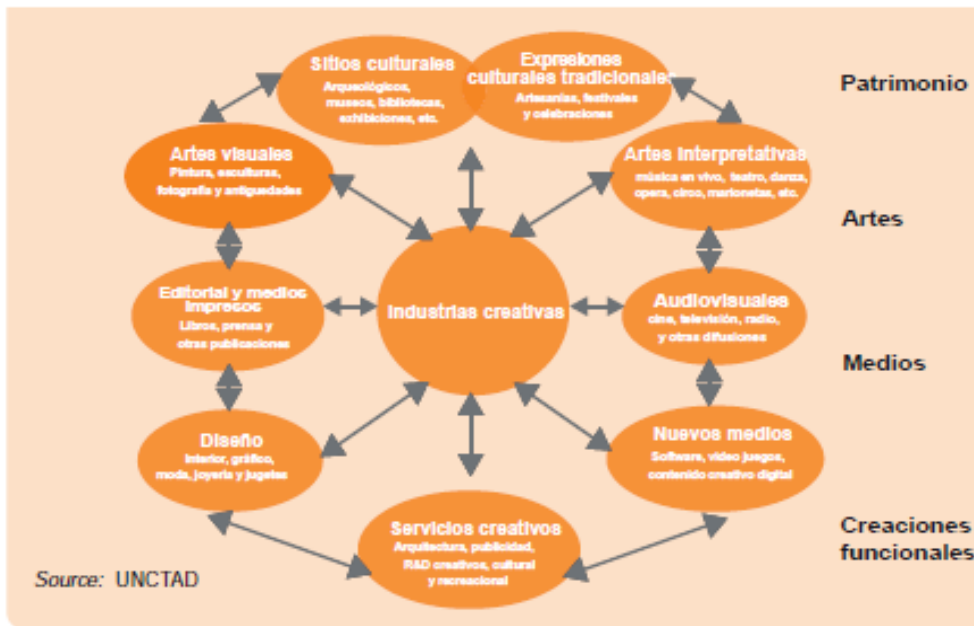 Sitios culturales
Arqueológicos,
museos, bibliotecas,
exhibiciones, etc.
Expresiones
culturales tradicionales
Artesanías, festivales
y celebraciones
Patrimonio
Artes visuales
Pintura, esculturas,
fotografía y antiguedades
Artes interpretativas
música en vivo, teatro, danza,
opera, circo, marionetas, etc.
Artes
Editorial y medios
impresos
Libros, prensa y
otras publicaciones
Industrias creativas
Audiovisuales
cine, televisión, radio,
y otras difusiones
Medios
Diseño
Interior, gráfico,
moda, joyería y jugetes
Nuevos medios
Software, video juegos,
contenido creativo digital
Servicios creativos
Arquitectura, publicidad,
R&D creativos, cultural
y recreacional
Creaciones
funcionales
Source: UNCTAD